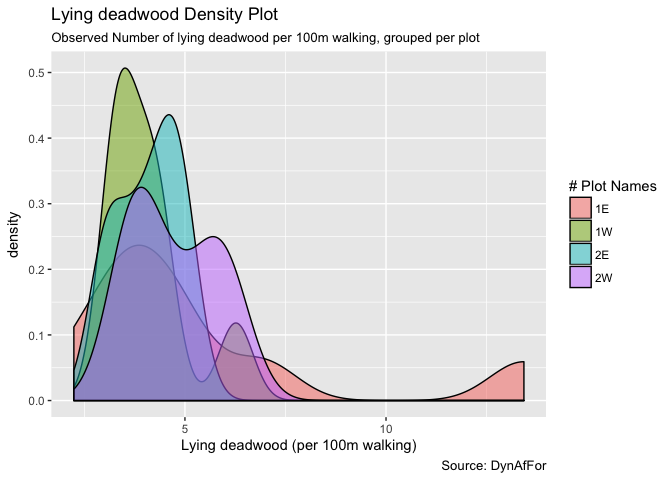 Lying deadwood Density Plot
Observed Number of lying deadwood per 100m walking, grouped per plot
0.5
0.4
0.3
0.2
0.1
0.0
density
5
10
Lying deadwood (per 100m walking)
# Plot Names
1E
1W
2E
2W
Source: DynAfFor